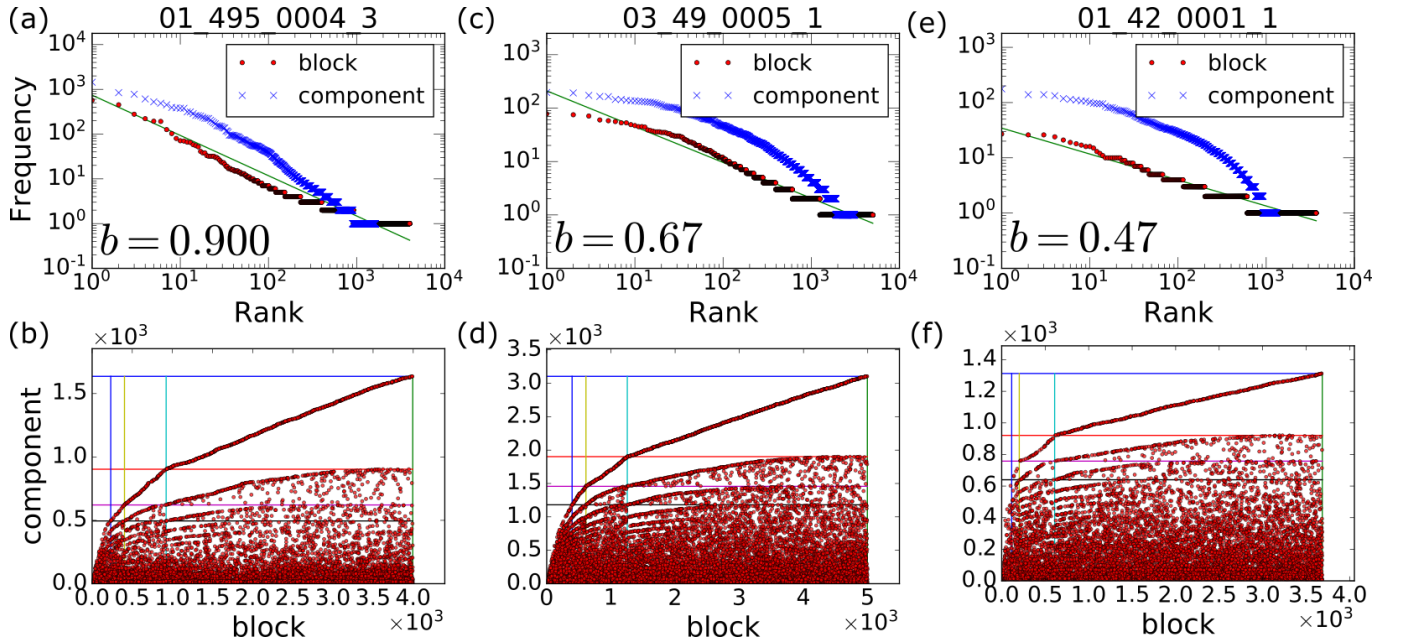 (a) 01_495_0004_3 (c) 03_49_0005_1 (e) 01_42_0001_1
10^4 10^3 10^2 10^1 10^0 10^-1
Frequency
block
component
b = 0.900
10^0 10^1 10^2 10^3 10^4
Rank
10^3 10^2 10^1 10^0 10^-1
block
component
b = 0.67
10^0 10^1 10^2 10^3 10^4
Rank
10^3 10^2 10^1 10^0 10^-1
block
component
b = 0.47
10^0 10^1 10^2 10^3 10^4
Rank
(b) ×10^3
1.5 1.0 0.5 0.0
component
0.0 0.5 1.0 1.5 2.0 2.5 3.0 3.5 4.0
block ×10^3
(d) ×10^3
3.5 3.0 2.5 2.0 1.5 1.0 0.5 0.0
0 1 2 3 4 5
block ×10^3
(f) ×10^3
1.4 1.2 1.0 0.8 0.6 0.4 0.2 0.0
0.0 0.5 1.0 1.5 2.0 2.5 3.0 3.5 4.0
block ×10^3